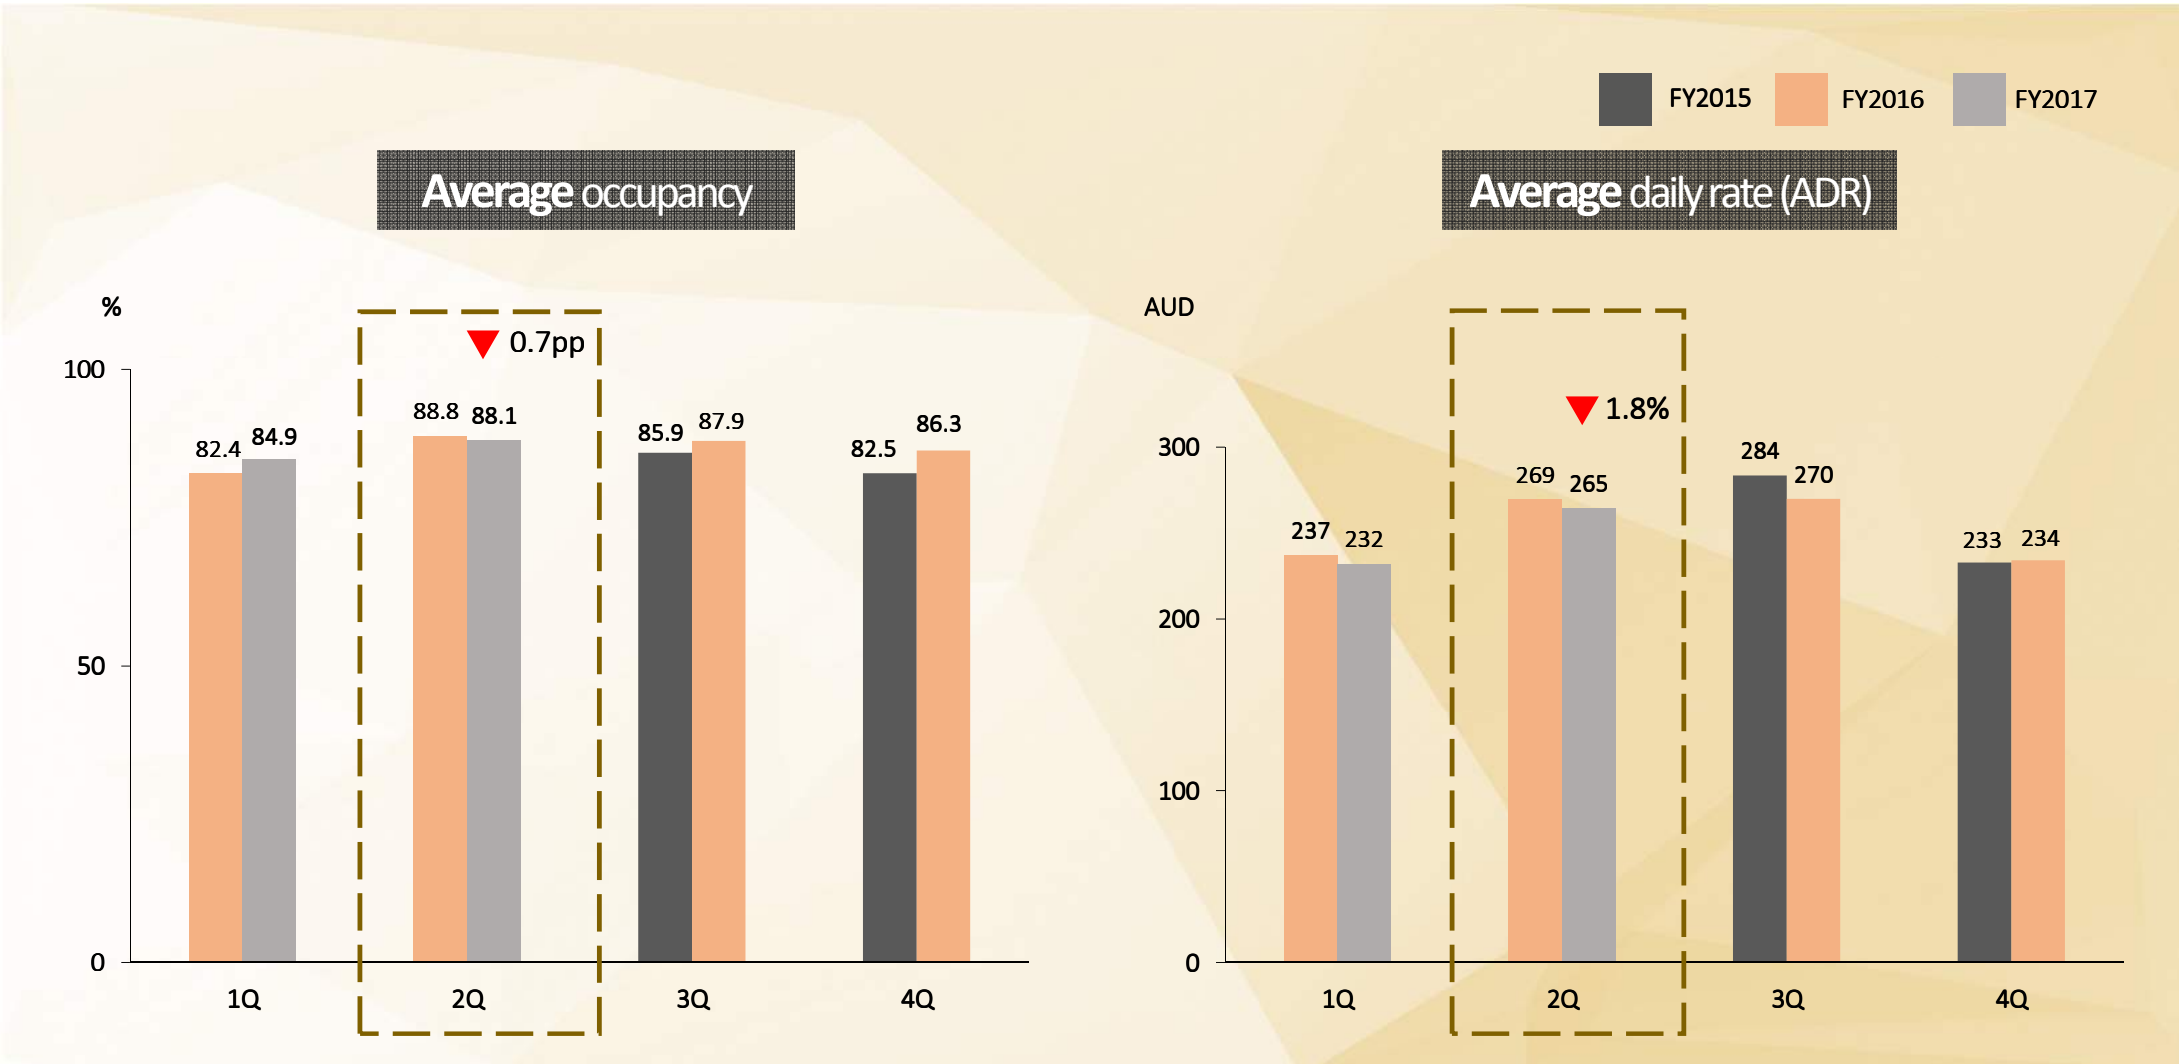 FY2015 FY2016 FY2017
Average occupancy
%
▼ 0.7pp
100
50
0
82.4 84.9
88.8 88.1
85.9 87.9
82.5 86.3
1Q 2Q 3Q 4Q
Average daily rate (ADR)
AUD
▼ 1.8%
300
200
100
0
237 232
269 265
284 270
233 234
1Q 2Q 3Q 4Q